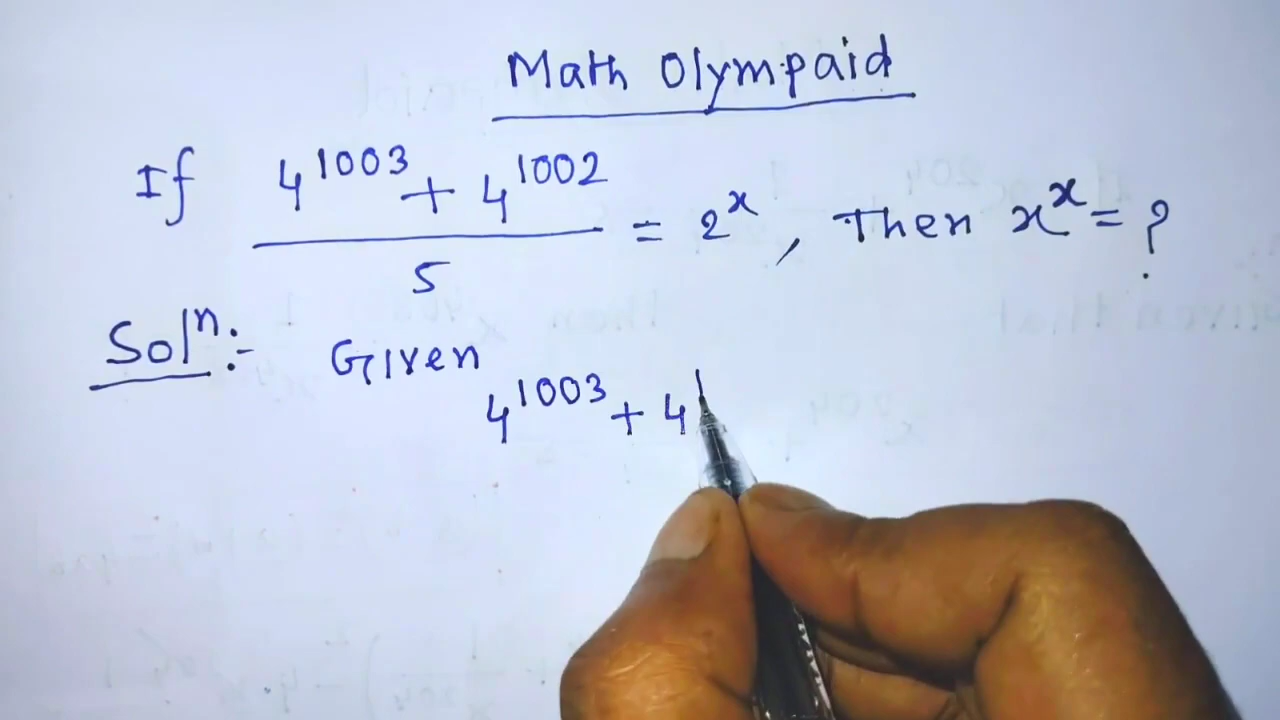 Math Olympaid
If (4^1003 + 4^1002)/5 = 2^x, Then x^x = ?
Solⁿ:- Given
4^1003 + 4